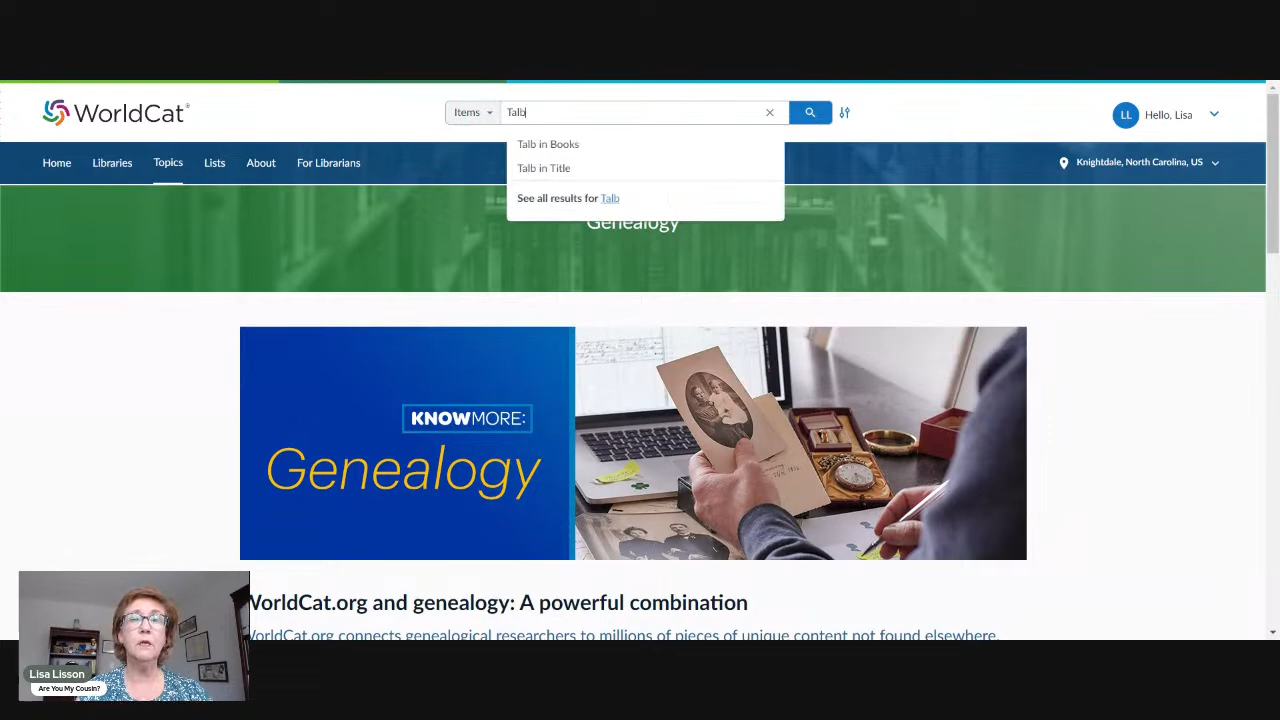 WorldCat®
Items
Talb
LL
Hello, Lisa
Talb in Books
Talb in Title
See all results for Talb
Home
Libraries
Topics
Lists
About
For Librarians
Knightdale, North Carolina, US
Genealogy
KNOWMORE:
Genealogy
WorldCat.org and genealogy: A powerful combination
WorldCat.org connects genealogical researchers to millions of pieces of unique content not found elsewhere.
Lisa Lisson
Are You My Cousin?